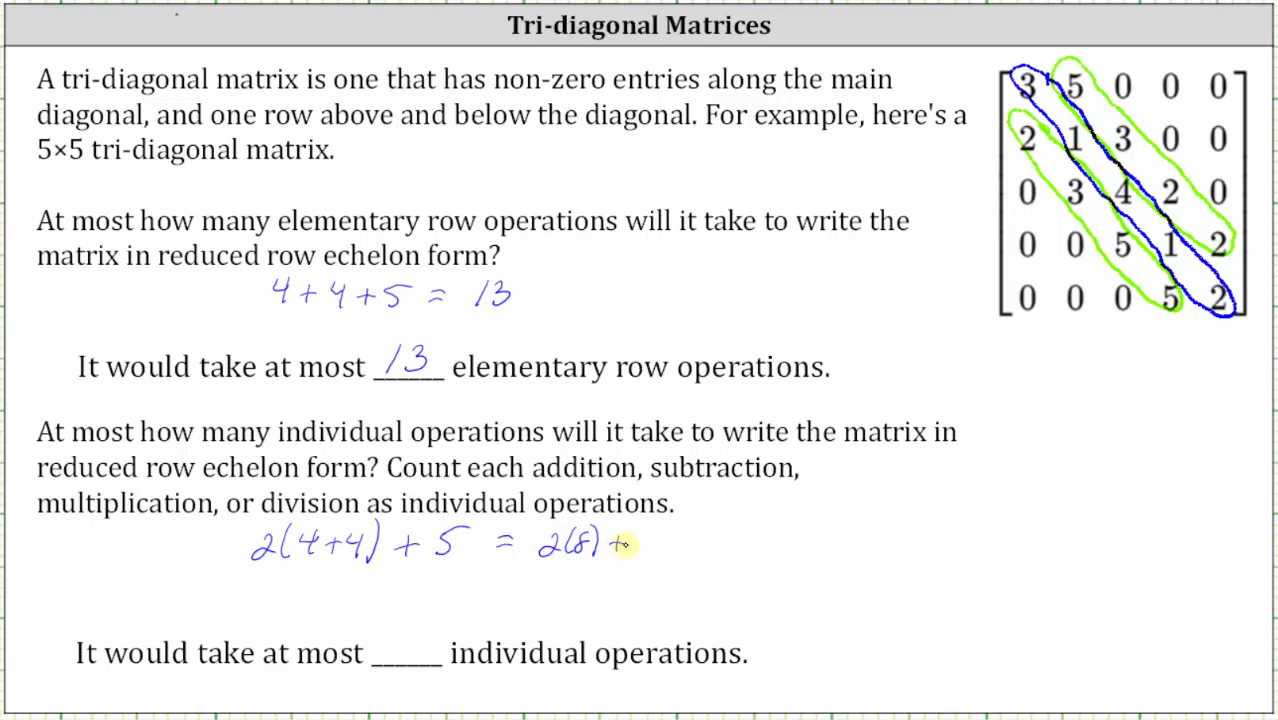 Tri-diagonal Matrices
A tri-diagonal matrix is one that has non-zero entries along the main
diagonal, and one row above and below the diagonal. For example, here's a
5×5 tri-diagonal matrix.
3 5 0 0 0
2 1 3 0 0
0 3 4 2 0
0 0 5 1 2
0 0 0 5 2
At most how many elementary row operations will it take to write the
matrix in reduced row echelon form?
4 + 4 + 5 = 13
It would take at most 13 elementary row operations.
At most how many individual operations will it take to write the matrix in
reduced row echelon form? Count each addition, subtraction,
multiplication, or division as individual operations.
2(4+4) + 5 = 2(8) +
It would take at most ______ individual operations.